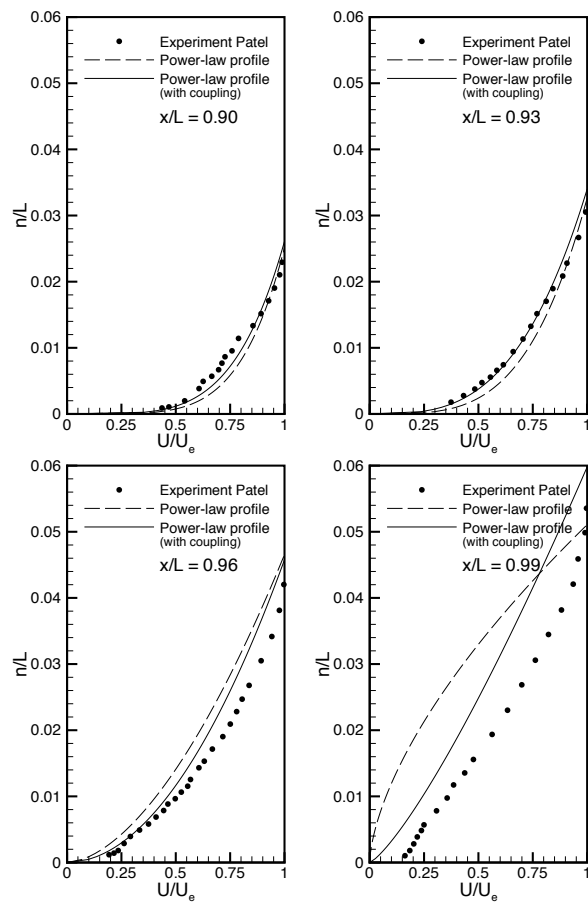 0.06
0.05
0.04
0.03
0.02
0.01
0
n/L
0 0.25 0.5 0.75 1
U/Ue
Experiment Patel
Power-law profile
Power-law profile
(with coupling)
x/L = 0.90
0.06
0.05
0.04
0.03
0.02
0.01
0
n/L
0 0.25 0.5 0.75 1
U/Ue
Experiment Patel
Power-law profile
Power-law profile
(with coupling)
x/L = 0.93
0.06
0.05
0.04
0.03
0.02
0.01
0
n/L
0 0.25 0.5 0.75 1
U/Ue
Experiment Patel
Power-law profile
Power-law profile
(with coupling)
x/L = 0.96
0.06
0.05
0.04
0.03
0.02
0.01
0
n/L
0 0.25 0.5 0.75 1
U/Ue
Experiment Patel
Power-law profile
Power-law profile
(with coupling)
x/L = 0.99